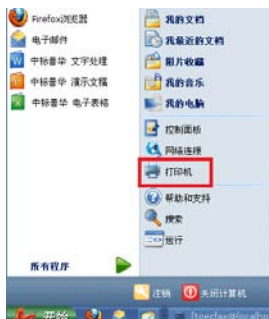 Firefox浏览器
电子邮件
中标普华 文字处理
中标普华 演示文稿
中标普华 电子表格
所有程序
我的文档
我最近的文档
图片收藏
我的音乐
我的电脑
控制面板
网络连接
打印机
帮助和支持
搜索
运行
注销
关闭计算机
开始